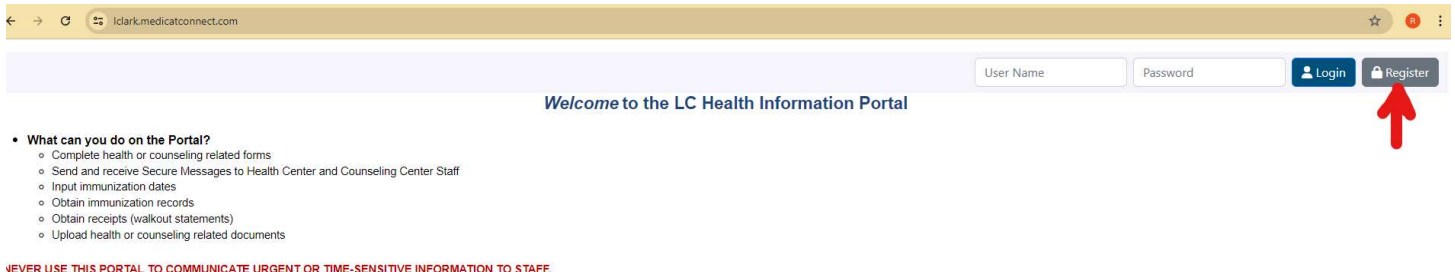 lclark.medicatconnect.com
R
User Name Password Login Register
Welcome to the LC Health Information Portal
What can you do on the Portal?
Complete health or counseling related forms
Send and receive Secure Messages to Health Center and Counseling Center Staff
Input immunization dates
Obtain immunization records
Obtain receipts (walkout statements)
Upload health or counseling related documents
NEVER USE THIS PORTAL TO COMMUNICATE URGENT OR TIME-SENSITIVE INFORMATION TO STAFF